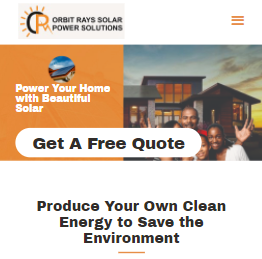 ORBIT RAYS SOLAR
POWER SOLUTIONS
Power Your Home
with Beautiful
Solar
Get A Free Quote
Produce Your Own Clean
Energy to Save the
Environment